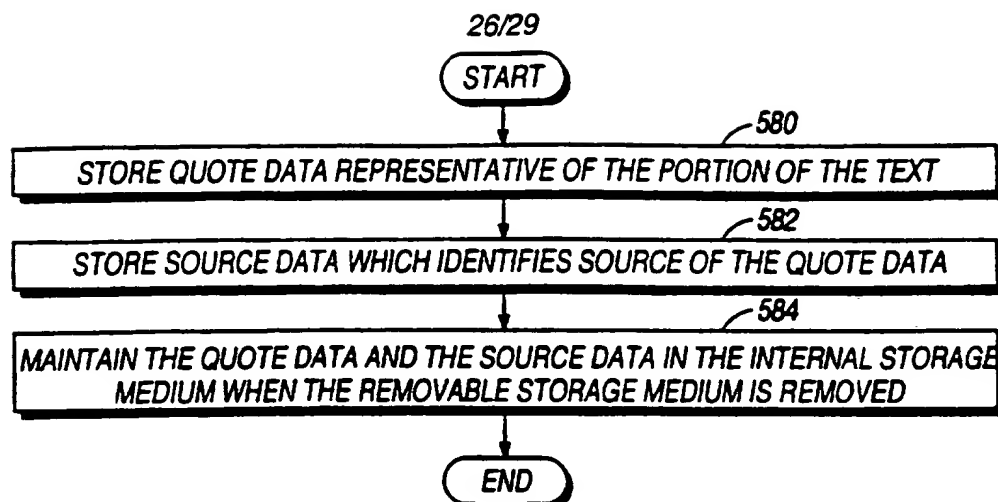 26/29
START
580
STORE QUOTE DATA REPRESENTATIVE OF THE PORTION OF THE TEXT
582
STORE SOURCE DATA WHICH IDENTIFIES SOURCE OF THE QUOTE DATA
584
MAINTAIN THE QUOTE DATA AND THE SOURCE DATA IN THE INTERNAL STORAGE
MEDIUM WHEN THE REMOVABLE STORAGE MEDIUM IS REMOVED
END